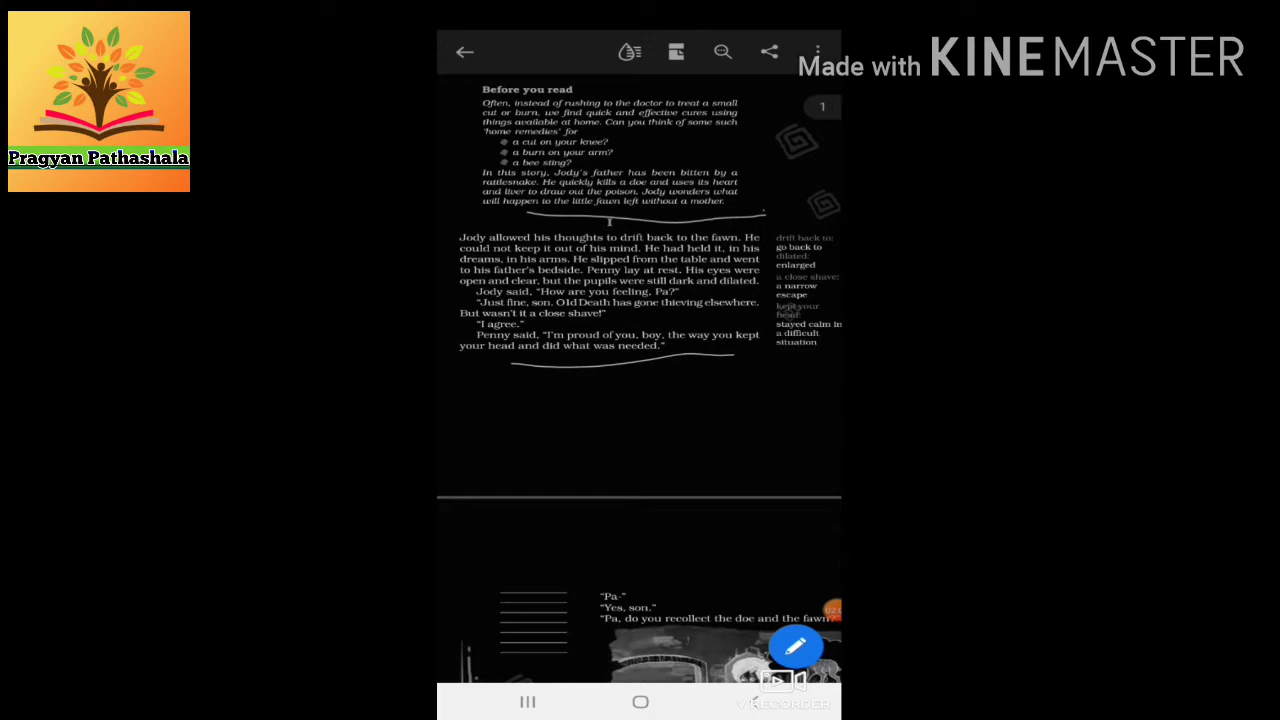 Pragyan Pathashala
Made with KINEMASTER
1
Before you read
Often, instead of rushing to the doctor to treat a small
cut or burn, we find quick and effective cures using
things available at home. Can you think of some such
'home remedies' for
a cut on your knee?
a burn on your arm?
a bee sting?
In this story, Jody's father has been bitten by a
rattlesnake. He quickly kills a doe and uses its heart
and liver to draw out the poison. Jody wonders what
will happen to the little fawn left without a mother.
Jody allowed his thoughts to drift back to the fawn. He
could not keep it out of his mind. He had held it, in his
dreams, in his arms. He slipped from the table and went
to his father's bedside. Penny lay at rest. His eyes were
open and clear, but the pupils were still dark and dilated.
Jody said, "How are you feeling, Pa?"
"Just fine, son. Old Death has gone thieving elsewhere.
But wasn't it a close shave!"
"I agree."
Penny said, "I'm proud of you, boy, the way you kept
your head and did what was needed."
drift back to:
go back to
dilated:
enlarged
a close shave:
a narrow
escape
kept your
head:
stayed calm in
a difficult
situation
"Pa-"
"Yes, son."
"Pa, do you recollect the doe and the fawn?"
V RECORDER